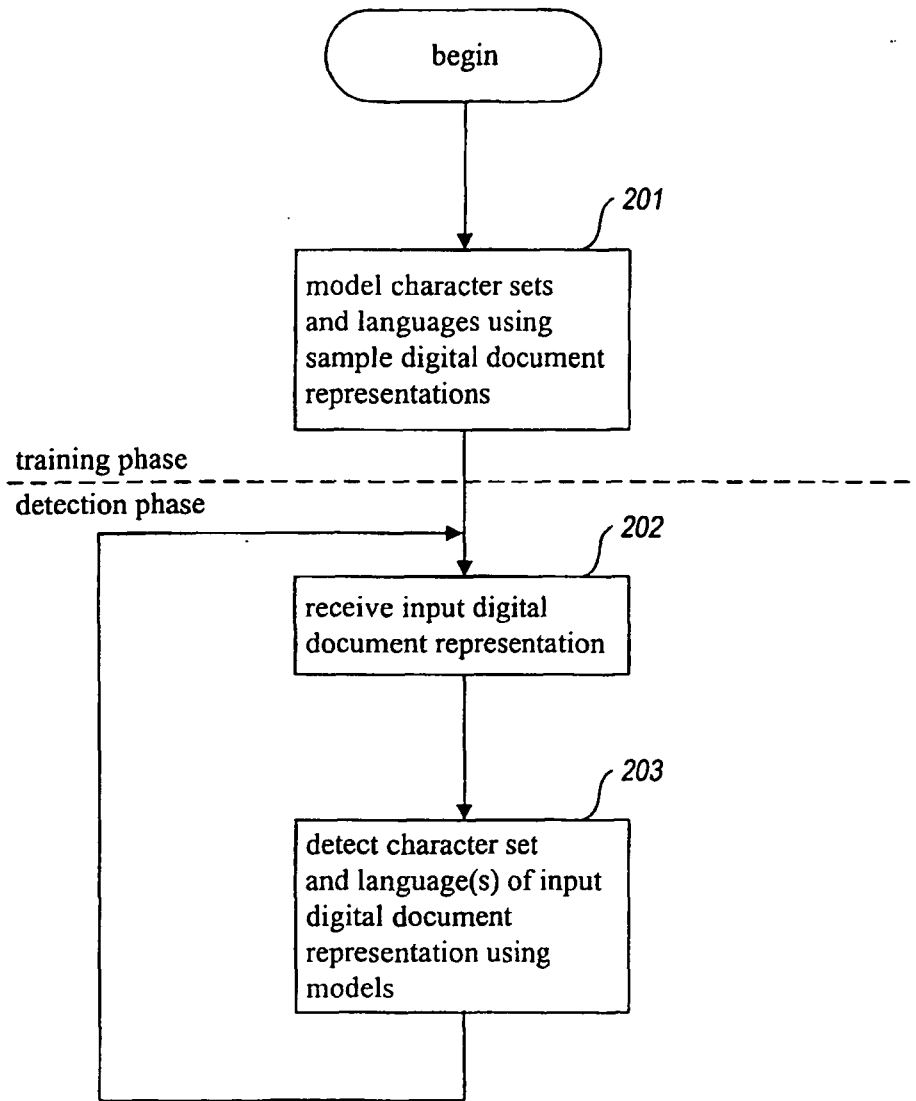 begin
201
model character sets
and languages using
sample digital document
representations
training phase
detection phase
202
receive input digital
document representation
203
detect character set
and language(s) of input
digital document
representation using
models